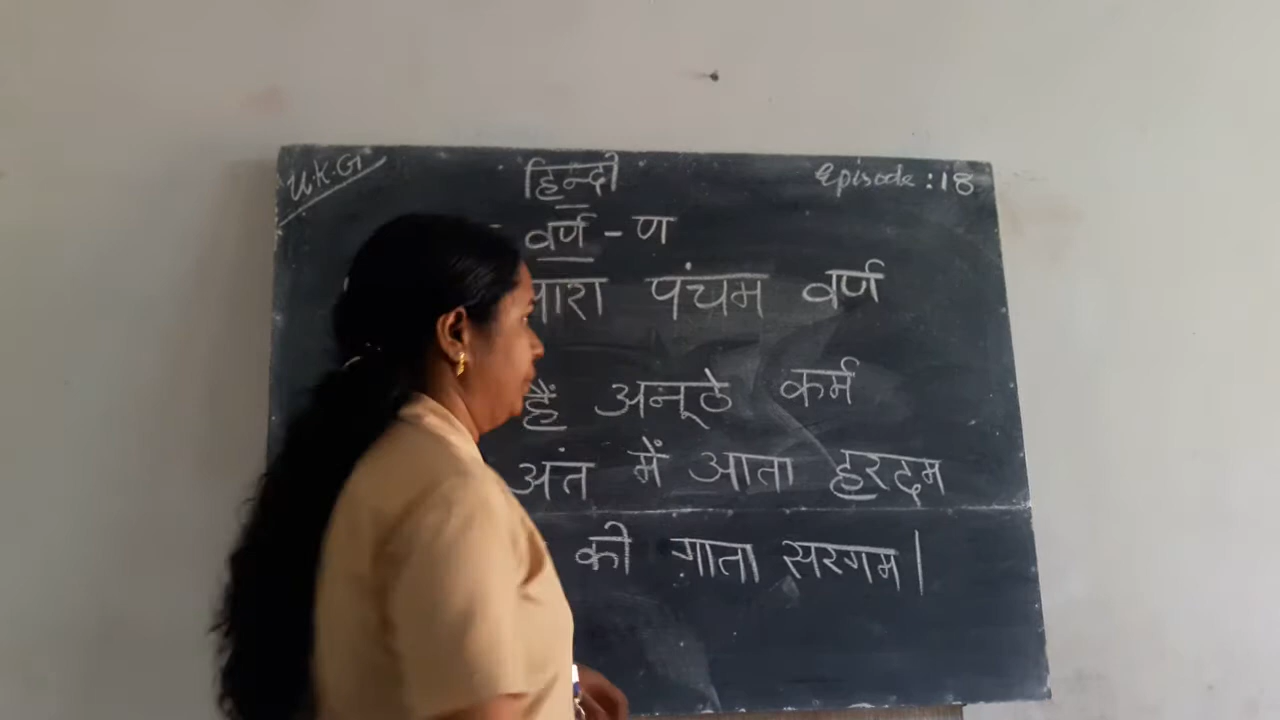 U.K.G
हिन्दी
Episode : 18
वर्ण - ण
पंचम वर्ण
हैं अनूठे कर्म
अंत में आता हरदम
की गाता सरगम।